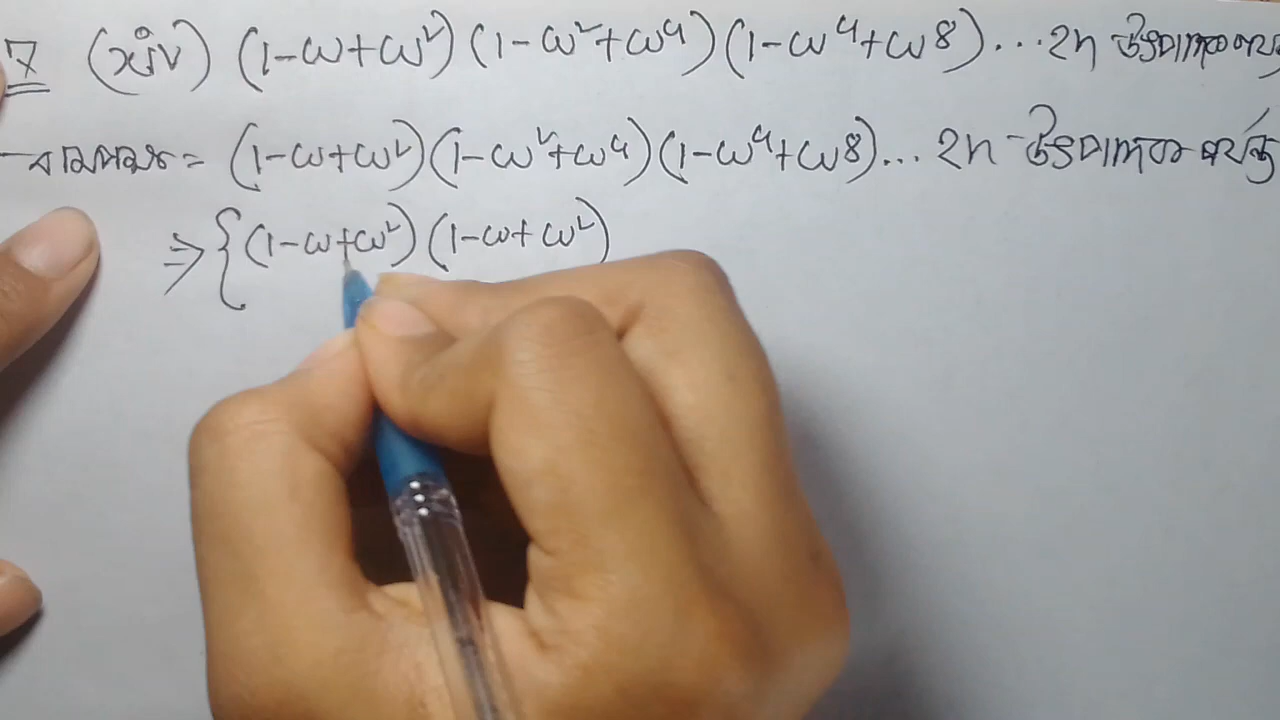 7 (xiv) (1-ω+ω²)(1-ω²+ω⁴)(1-ω⁴+ω8)...2n উৎপাদক
= (1-ω+ω²)(1-ω²+ω⁴)(1-ω⁴+ω8)... 2n - উৎপাদক পর্যন্ত
⇒ {(1-ω+ω²)(1-ω+ω²)